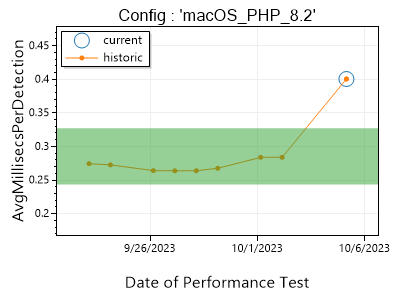 Config : 'macOS_PHP_8.2'
current
historic
AvgMillisecsPerDetection
0.45
0.4
0.35
0.3
0.25
0.2
9/26/2023
10/1/2023
10/6/2023
Date of Performance Test